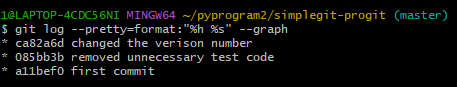 1@LAPTOP-4CDC56NI MINGW64 ~/pyprogram2/simplegit-progit (master)
$ git log --pretty=format:"%h %s" --graph
* ca82a6d changed the verison number
* 085bb3b removed unnecessary test code
* a11bef0 first commit